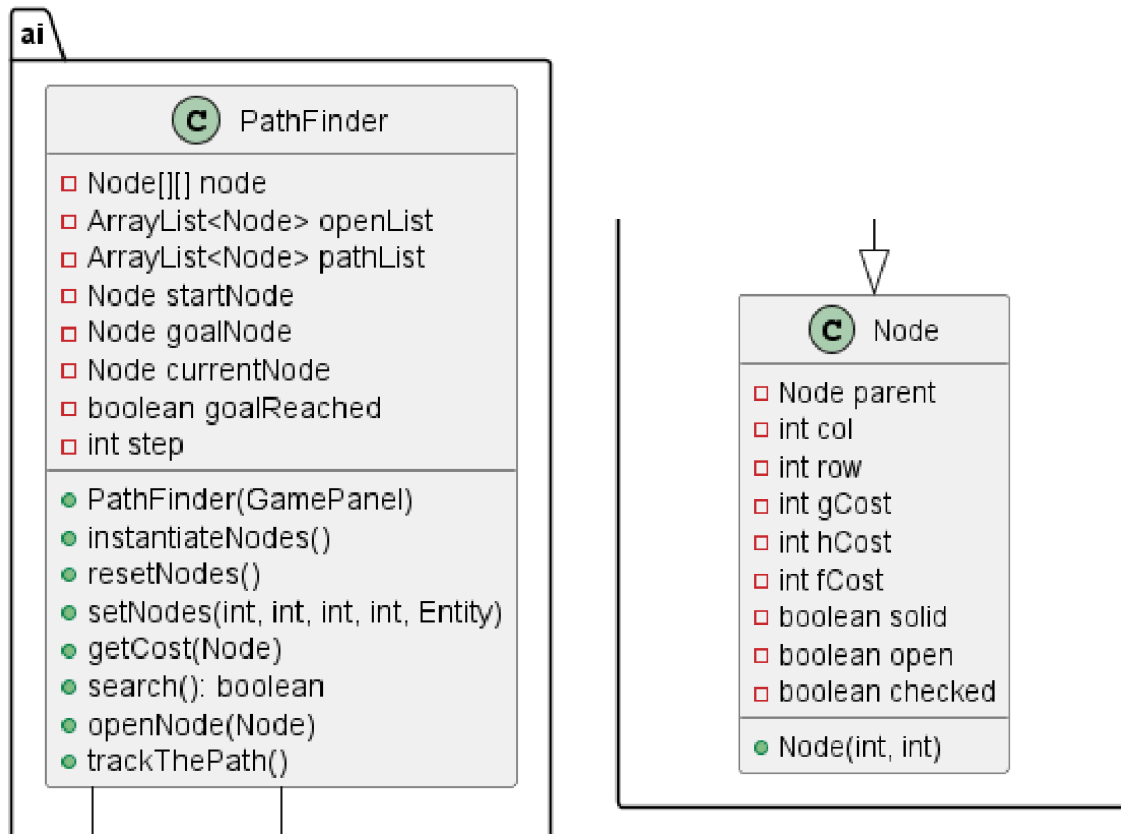 ai
C PathFinder
Node[][] node
ArrayList<Node> openList
ArrayList<Node> pathList
Node startNode
Node goalNode
Node currentNode
boolean goalReached
int step
PathFinder(GamePanel)
instantiateNodes()
resetNodes()
setNodes(int, int, int, int, Entity)
getCost(Node)
search(): boolean
openNode(Node)
trackThePath()
C Node
Node parent
int col
int row
int gCost
int hCost
int fCost
boolean solid
boolean open
boolean checked
Node(int, int)